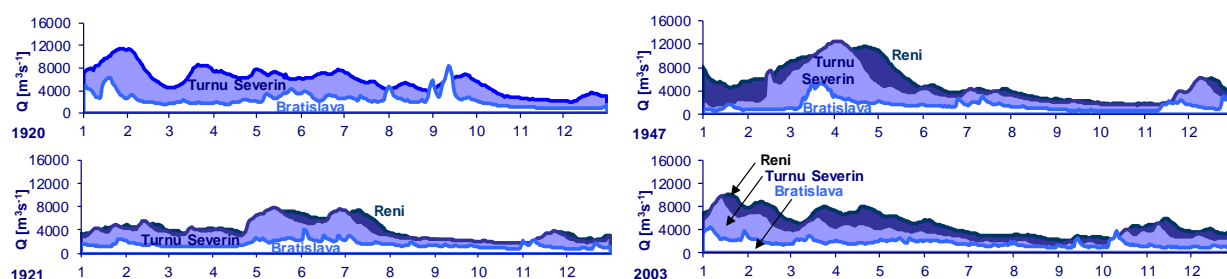 16000
12000
8000
4000
0
Q [m³s⁻¹]
Turnu Severin
Bratislava
1 2 3 4 5 6 7 8 9 10 11 12
1920
16000
12000
8000
4000
0
Q [m³s⁻¹]
Reni
Turnu
Severin
Bratislava
1 2 3 4 5 6 7 8 9 10 11 12
1947
16000
12000
8000
4000
0
Q [m³s⁻¹]
Reni
Turnu Severin
Bratislava
1 2 3 4 5 6 7 8 9 10 11 12
1921
16000
12000
8000
4000
0
Q [m³s⁻¹]
Reni
Turnu Severin
Bratislava
1 2 3 4 5 6 7 8 9 10 11 12
2003